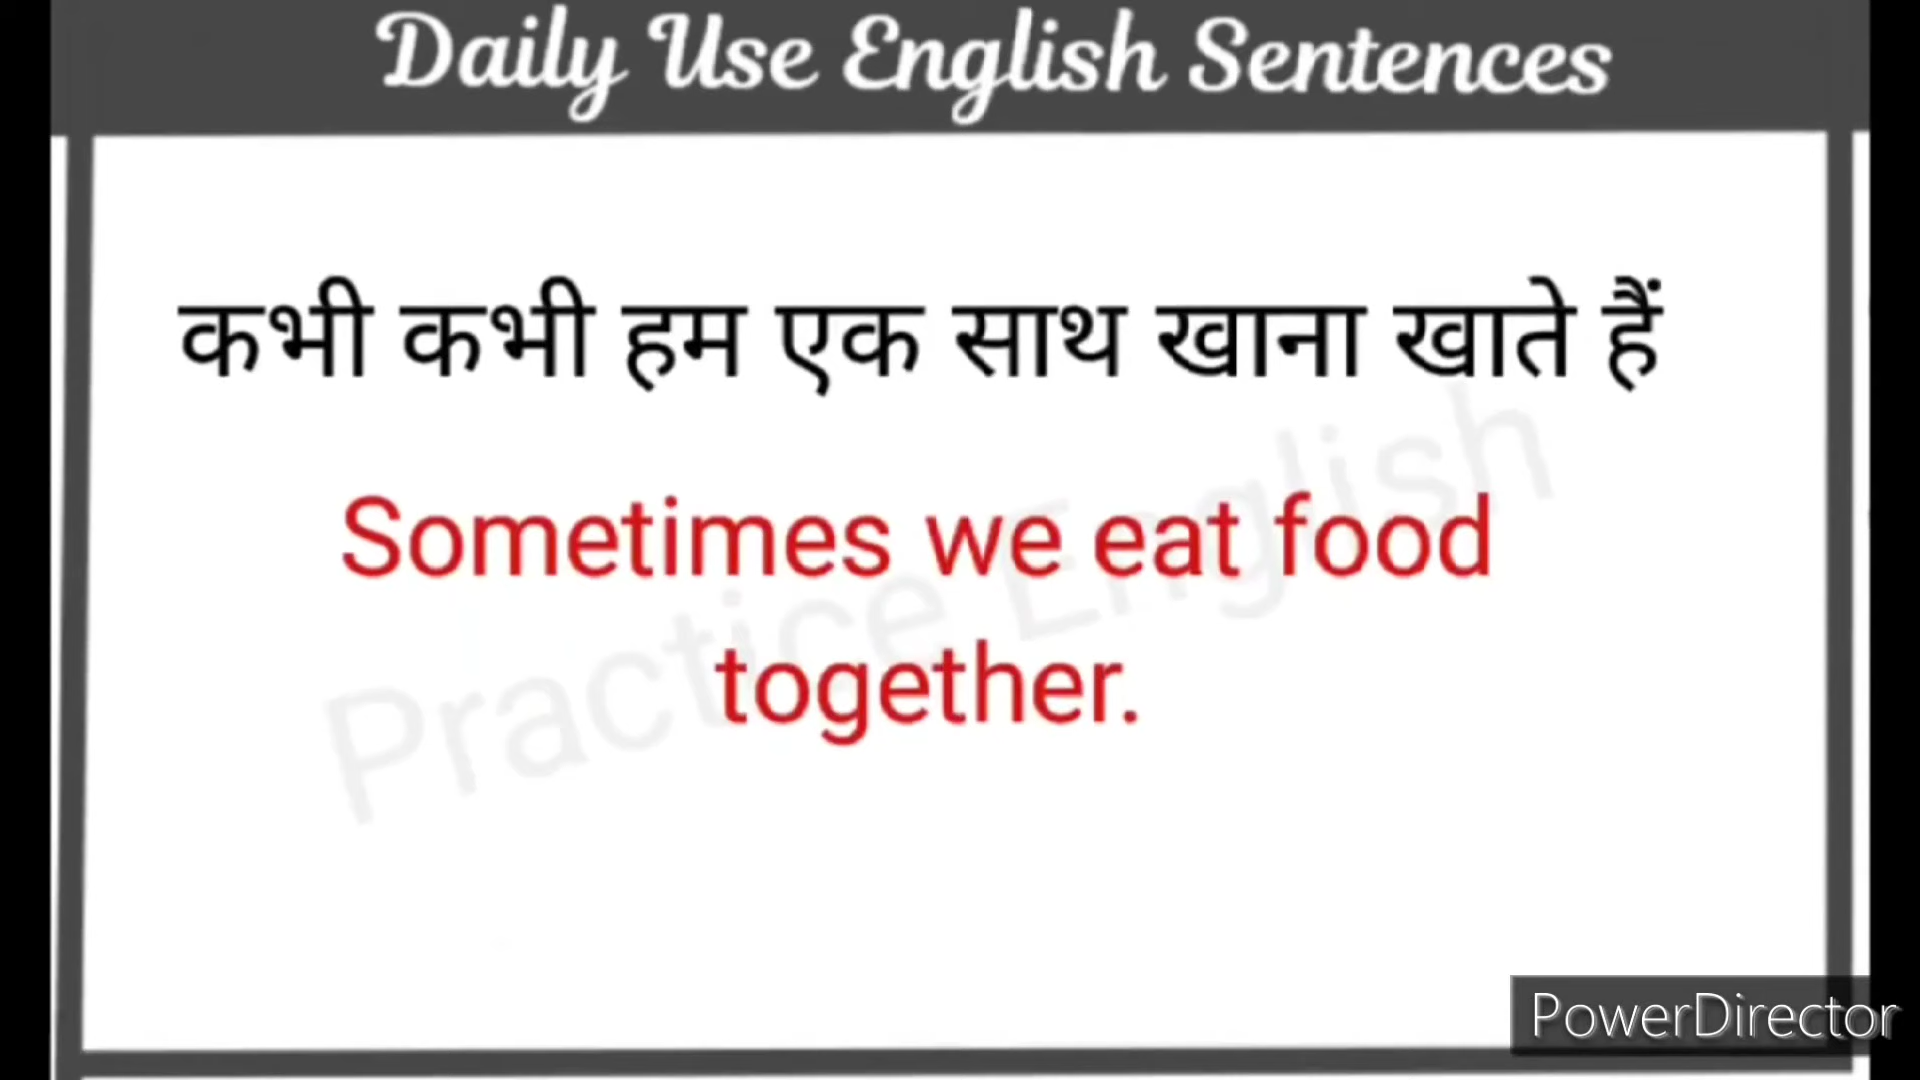 Daily Use English Sentences
कभी कभी हम एक साथ खाना खाते हैं
Sometimes we eat food
together.
Practice English
PowerDirector